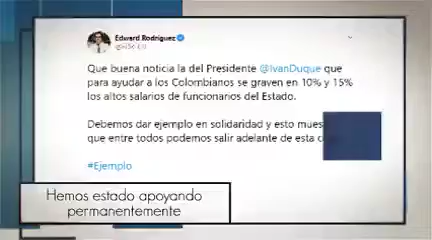 Edward Rodríguez
Que buena noticia la del Presidente @IvanDuque que
para ayudar a los Colombianos se graven en 10% y 15%
los altos salarios de funcionarios del Estado.
Debemos dar ejemplo en solidaridad y esto
que entre todos podemos salir adelante de esta
#Ejemplo
Hemos estado apoyando
permanentemente